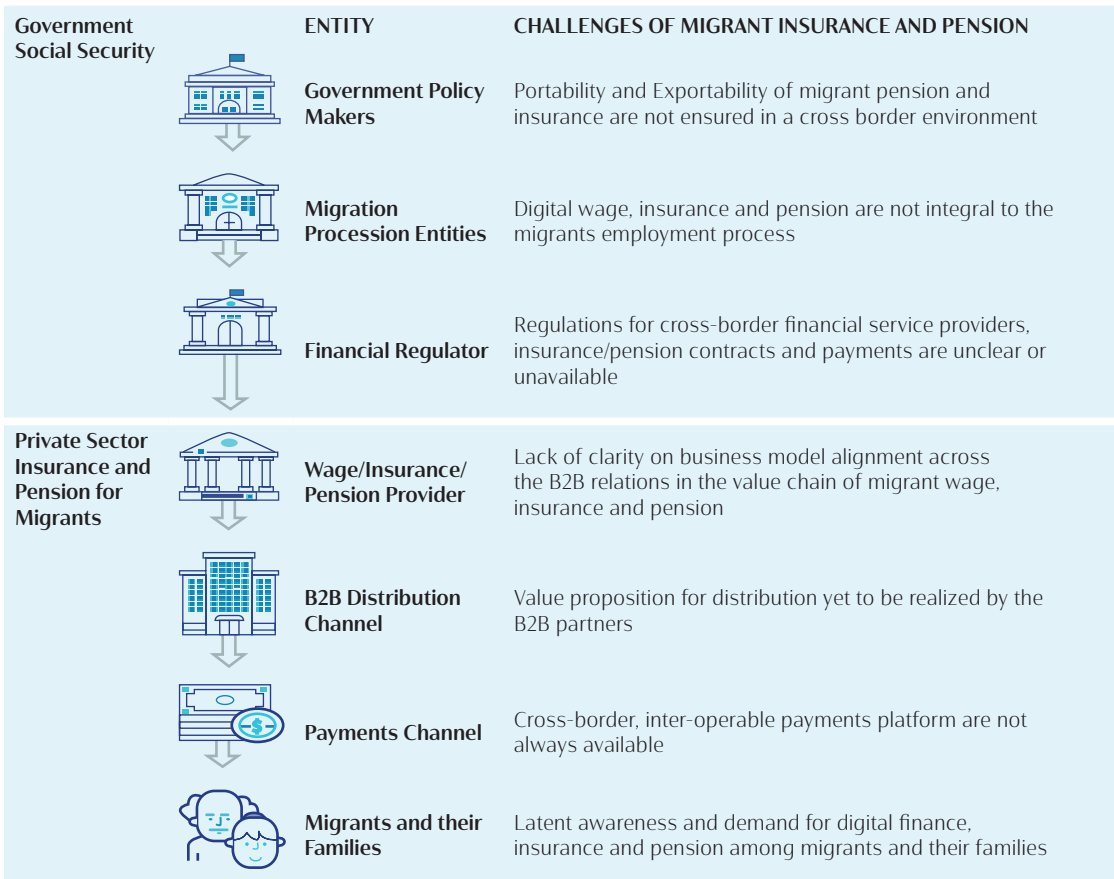 Government
Social Security
ENTITY
CHALLENGES OF MIGRANT INSURANCE AND PENSION
Government Policy
Makers
Portability and Exportability of migrant pension and
insurance are not ensured in a cross border environment
Migration
Procession Entities
Digital wage, insurance and pension are not integral to the
migrants employment process
Financial Regulator
Regulations for cross-border financial service providers,
insurance/pension contracts and payments are unclear or
unavailable
Private Sector
Insurance and
Pension for
Migrants
Wage/Insurance/
Pension Provider
Lack of clarity on business model alignment across
the B2B relations in the value chain of migrant wage,
insurance and pension
B2B Distribution
Channel
Value proposition for distribution yet to be realized by the
B2B partners
$
Payments Channel
Cross-border, inter-operable payments platform are not
always available
Migrants and their
Families
Latent awareness and demand for digital finance,
insurance and pension among migrants and their families